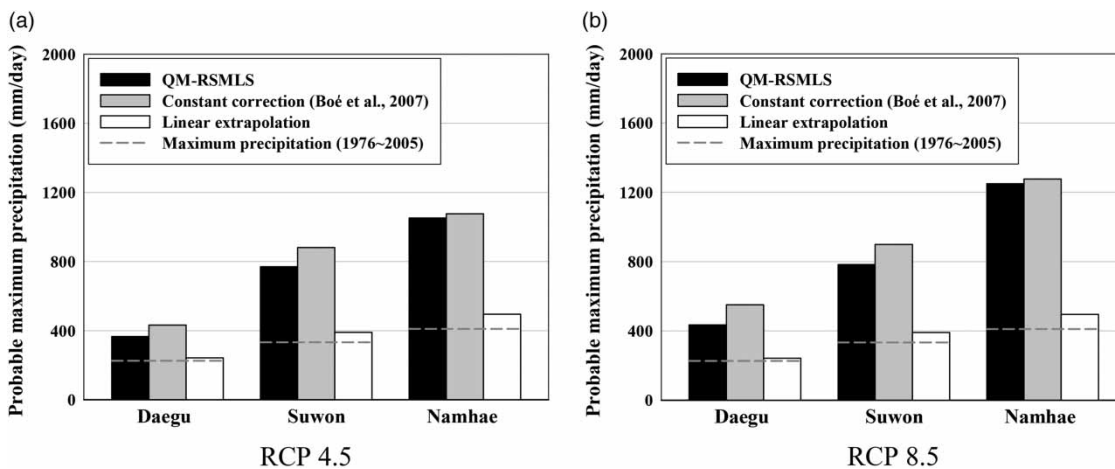 (a)
Probable maximum precipitation (mm/day)
2000
1600
1200
800
400
0
QM-RSMLS
Constant correction (Boé et al., 2007)
Linear extrapolation
Maximum precipitation (1976~2005)
Daegu Suwon Namhae
RCP 4.5
(b)
Probable maximum precipitation (mm/day)
2000
1600
1200
800
400
0
QM-RSMLS
Constant correction (Boé et al., 2007)
Linear extrapolation
Maximum precipitation (1976~2005)
Daegu Suwon Namhae
RCP 8.5